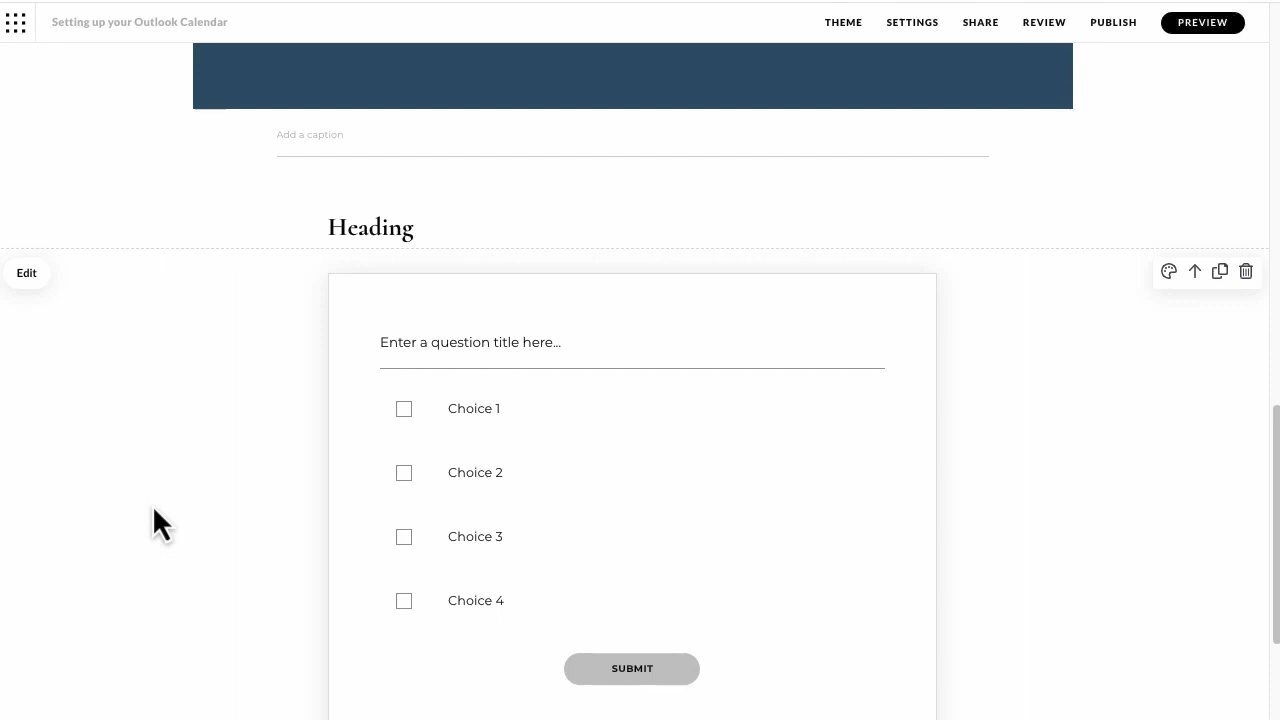 Setting up your Outlook Calendar
THEME
SETTINGS
SHARE
REVIEW
PUBLISH
PREVIEW
Add a caption
Heading
Edit
Enter a question title here...
Choice 1
Choice 2
Choice 3
Choice 4
SUBMIT